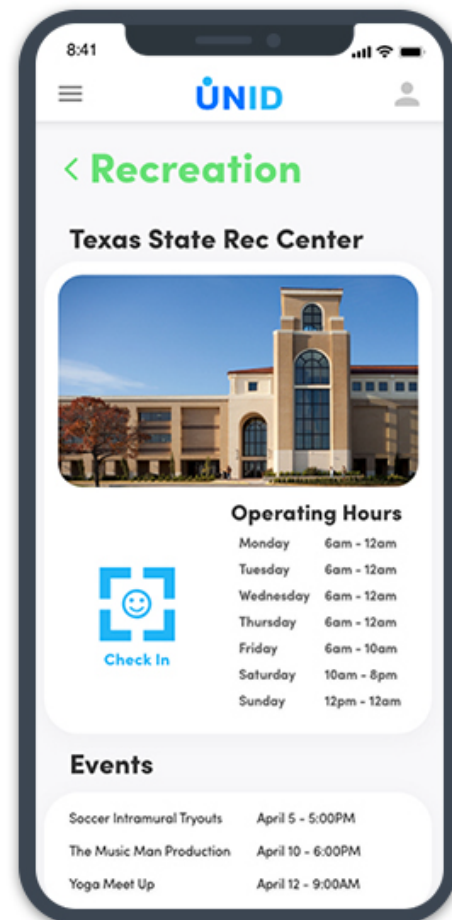 8:41
UNID
< Recreation
Texas State Rec Center
Operating Hours
Monday 6am - 12am
Tuesday 6am - 12am
Wednesday 6am - 12am
Thursday 6am - 12am
Friday 6am - 10am
Saturday 10am - 8pm
Sunday 12pm - 12am
Check In
Events
Soccer Intramural Tryouts April 5 - 5:00PM
The Music Man Production April 10 - 6:00PM
Yoga Meet Up April 12 - 9:00AM